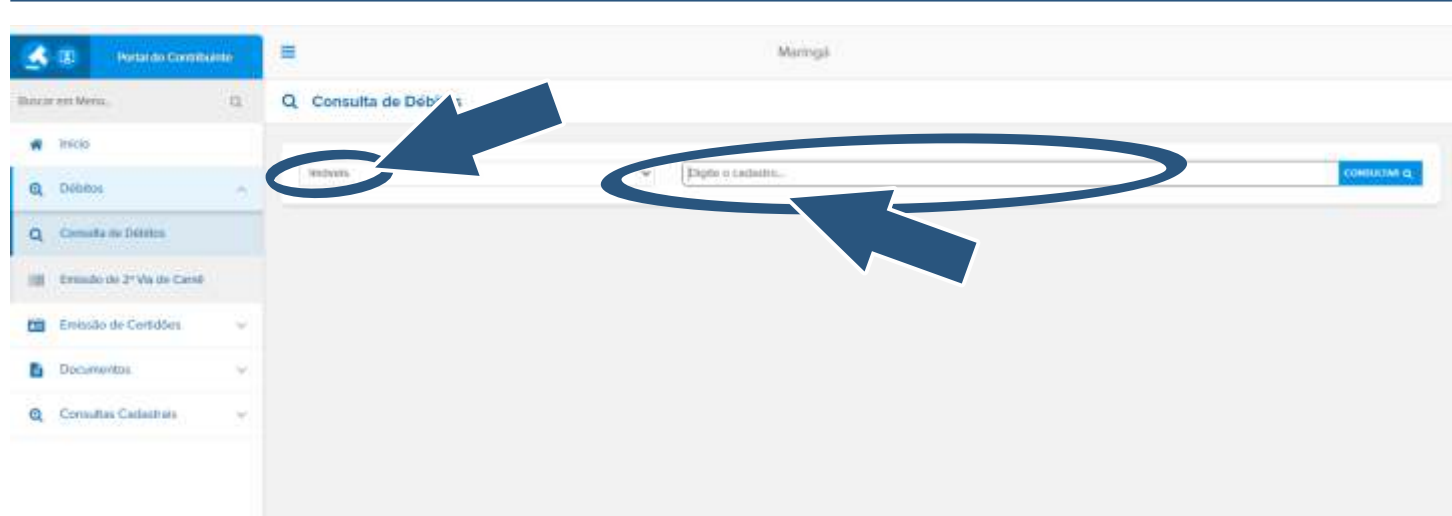 Portal do Contribuinte
Maringá
Buscar em Menu...
Consulta de Débitos
Início
Imóveis
Digite o cadastro...
CONSULTAR
Débitos
Consulta de Débitos
Emissão de 2ª Via de Carnê
Emissão de Certidões
Documentos
Consultas Cadastrais